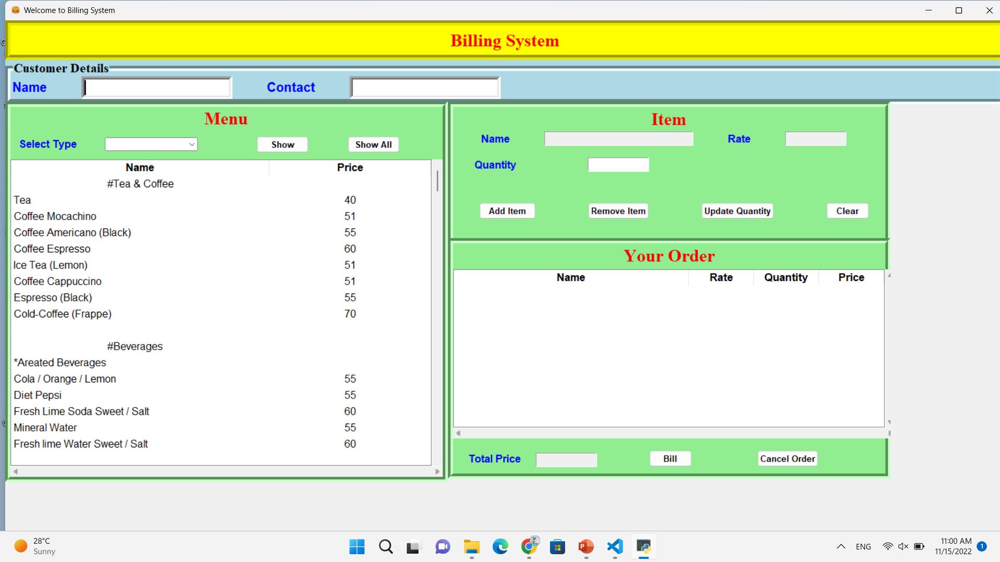 Welcome to Billing System
Billing System
Customer Details
Name Contact
Menu
Select Type Show Show All
Name Price
#Tea & Coffee
Tea 40
Coffee Mocachino 51
Coffee Americano (Black) 55
Coffee Espresso 60
Ice Tea (Lemon) 51
Coffee Cappuccino 51
Espresso (Black) 55
Cold-Coffee (Frappe) 70
#Beverages
*Areated Beverages
Cola / Orange / Lemon 55
Diet Pepsi 55
Fresh Lime Soda Sweet / Salt 60
Mineral Water 55
Fresh lime Water Sweet / Salt 60
Item
Name Rate
Quantity
Add Item Remove Item Update Quantity Clear
Your Order
Name Rate Quantity Price
Total Price Bill Cancel Order
28°C
Sunny
ENG
11:00 AM
11/15/2022
1